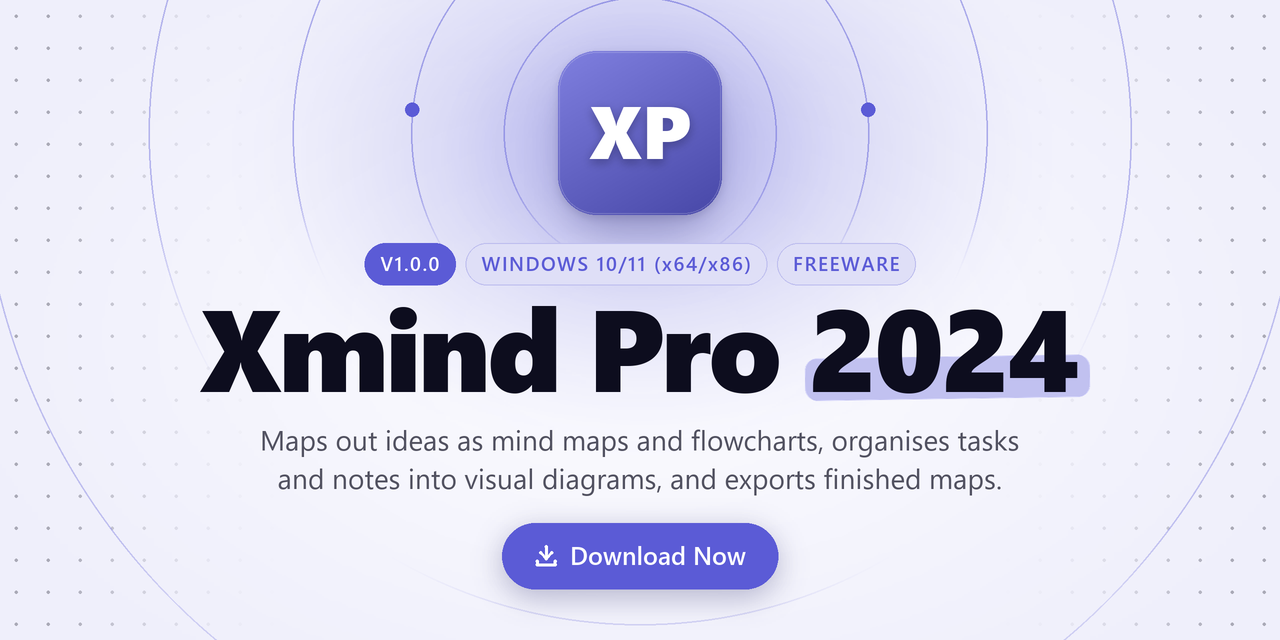 XP
V1.0.0
WINDOWS 10/11 (x64/x86)
FREEWARE
Xmind Pro 2024
Maps out ideas as mind maps and flowcharts, organises tasks
and notes into visual diagrams, and exports finished maps.
Download Now